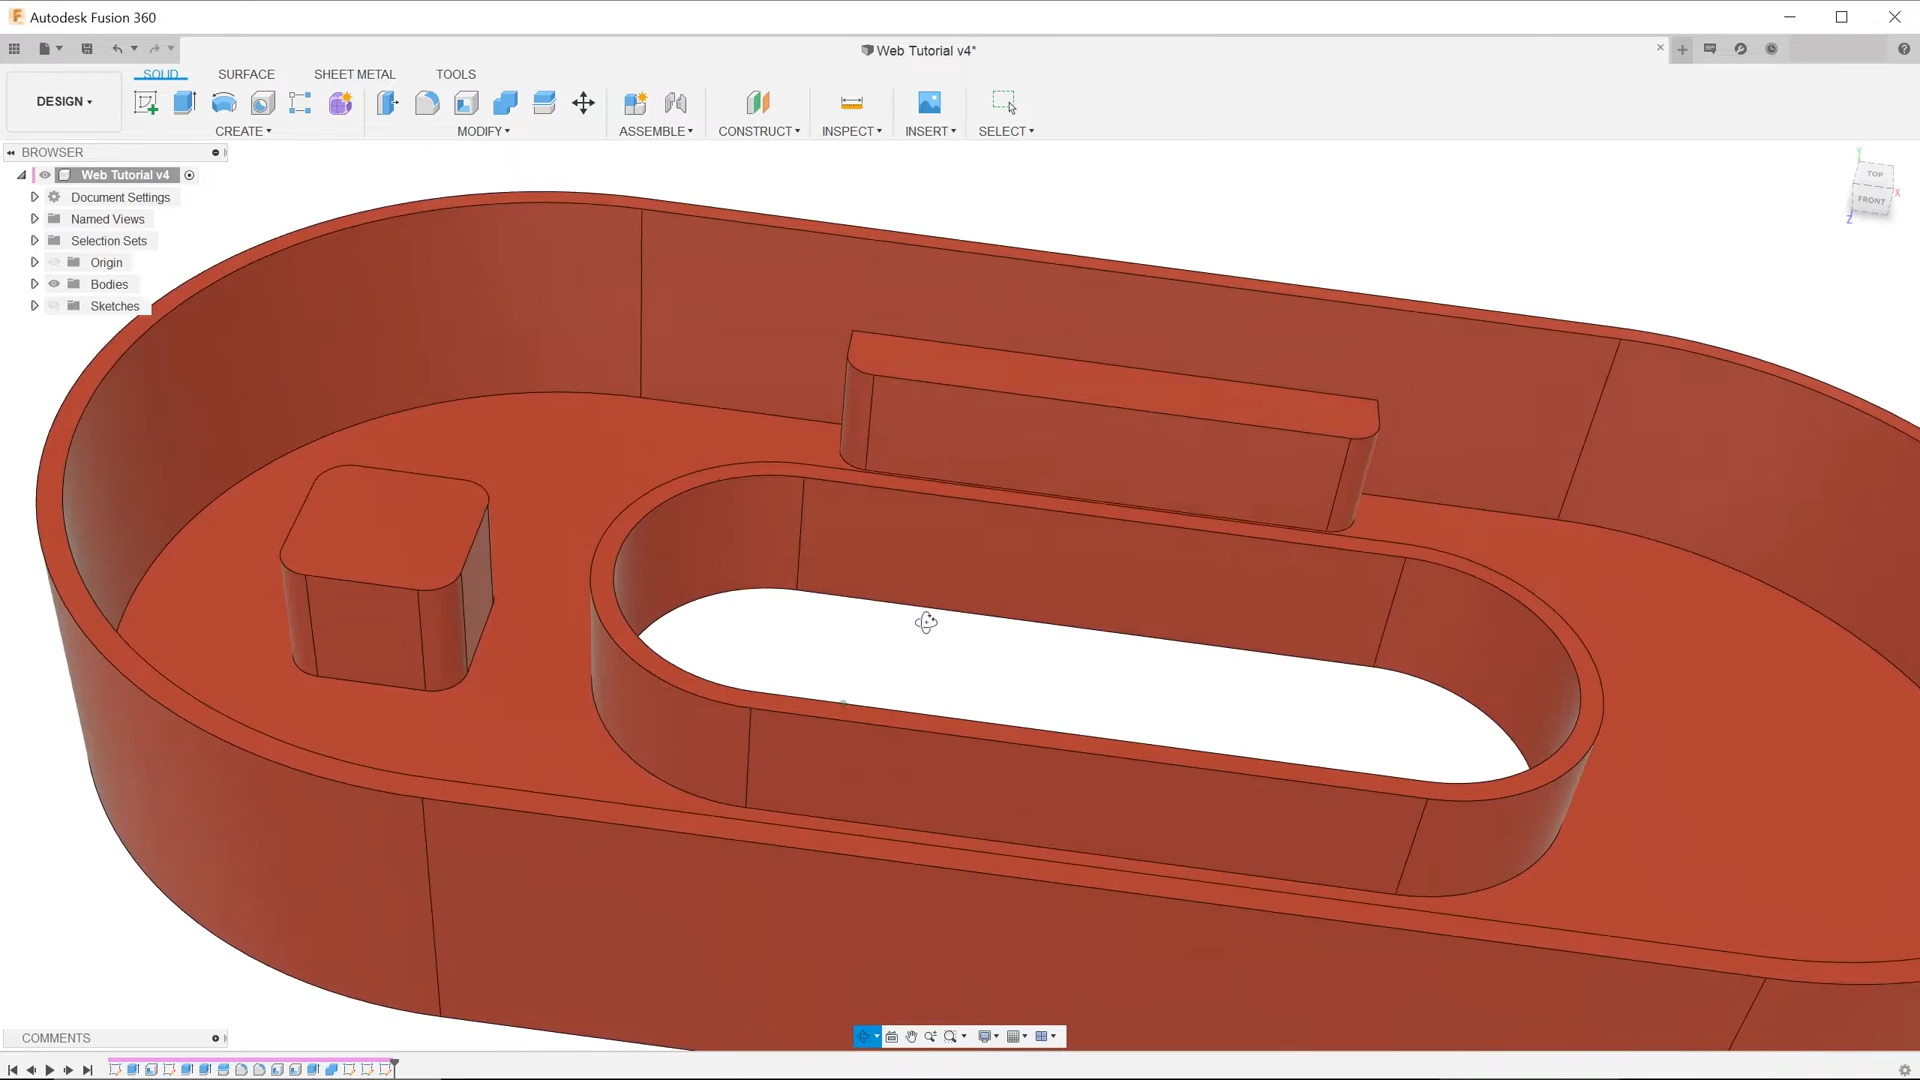 Autodesk Fusion 360
Web Tutorial v4*
SOLID SURFACE SHEET METAL TOOLS
DESIGN
CREATE MODIFY ASSEMBLE CONSTRUCT INSPECT INSERT SELECT
BROWSER
Web Tutorial v4
Document Settings
Named Views
Selection Sets
Origin
Bodies
Sketches
Y
TOP
X
FRONT
Z
COMMENTS